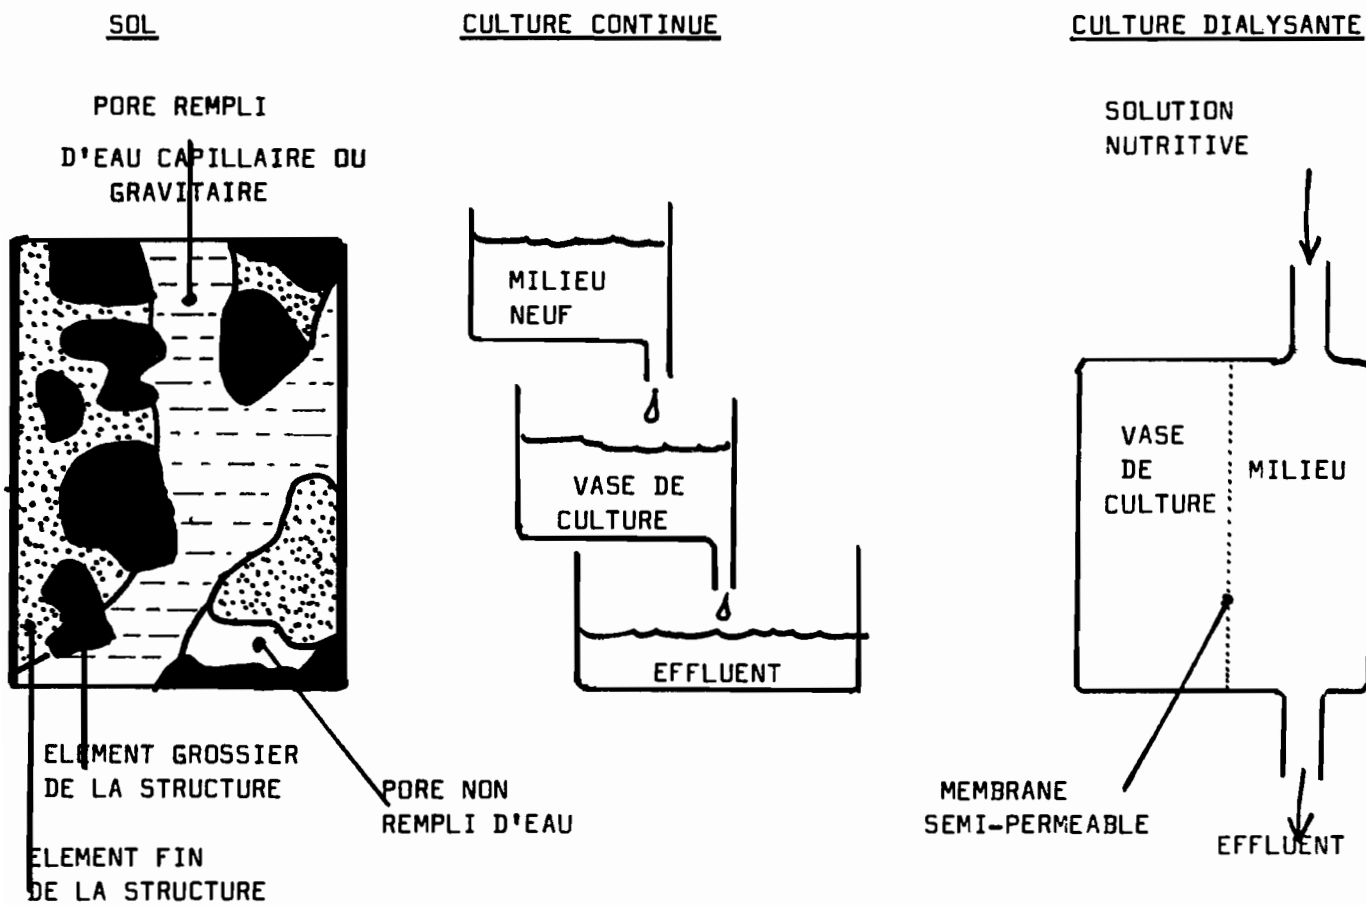 SOL
PORE REMPLI
D'EAU CAPILLAIRE OU
GRAVITAIRE
ELEMENT GROSSIER
DE LA STRUCTURE
ELEMENT FIN
DE LA STRUCTURE
PORE NON
REMPLI D'EAU
CULTURE CONTINUE
MILIEU
NEUF
VASE DE
CULTURE
EFFLUENT
CULTURE DIALYSANTE
SOLUTION
NUTRITIVE
VASE
DE
CULTURE
MILIEU
MEMBRANE
SEMI-PERMEABLE
EFFLUENT